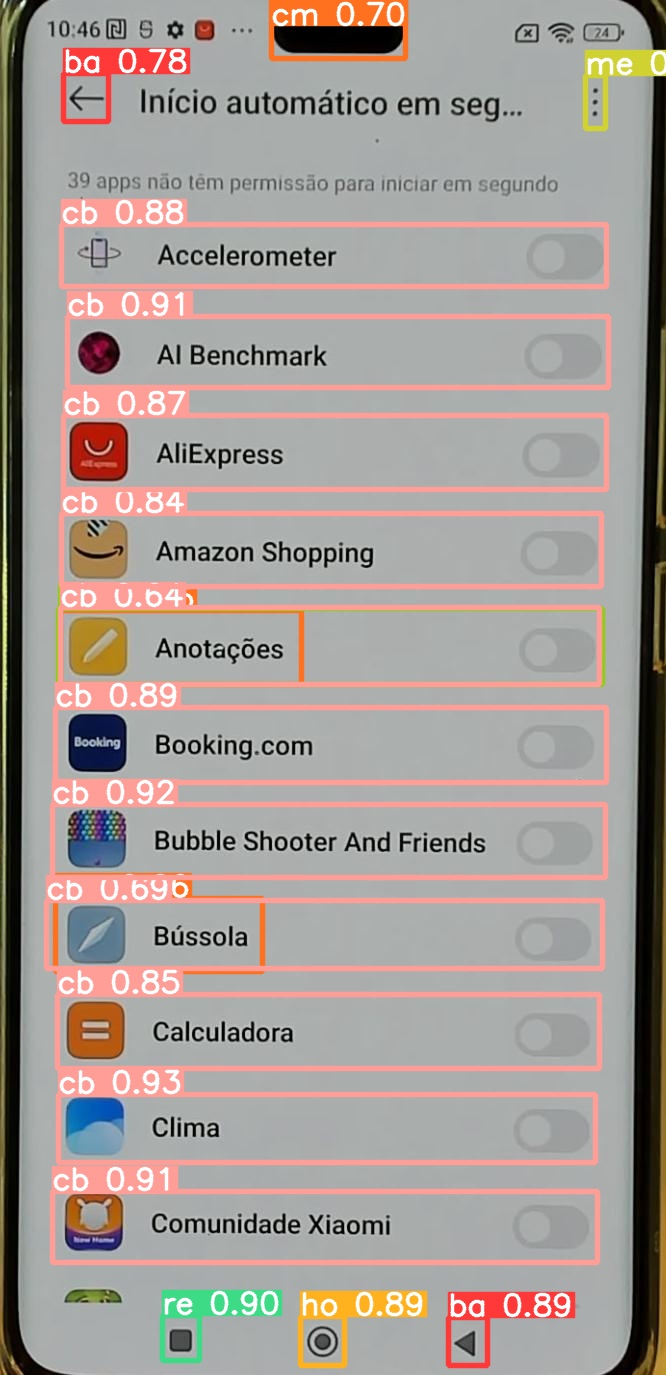 cm 0.70
10:46
24
ba 0.78
me 0
Início automático em seg...
39 apps não têm permissão para iniciar em segundo
cb 0.88
Accelerometer
cb 0.91
AI Benchmark
cb 0.87
AliExpress
AliExpress
cb 0.84
Amazon Shopping
cb 0.64
Anotações
cb 0.89
Booking
Booking.com
cb 0.92
Bubble Shooter And Friends
cb 0.69
Bússola
cb 0.85
Calculadora
cb 0.93
Clima
cb 0.91
New Home
Comunidade Xiaomi
re 0.90
ho 0.89
ba 0.89